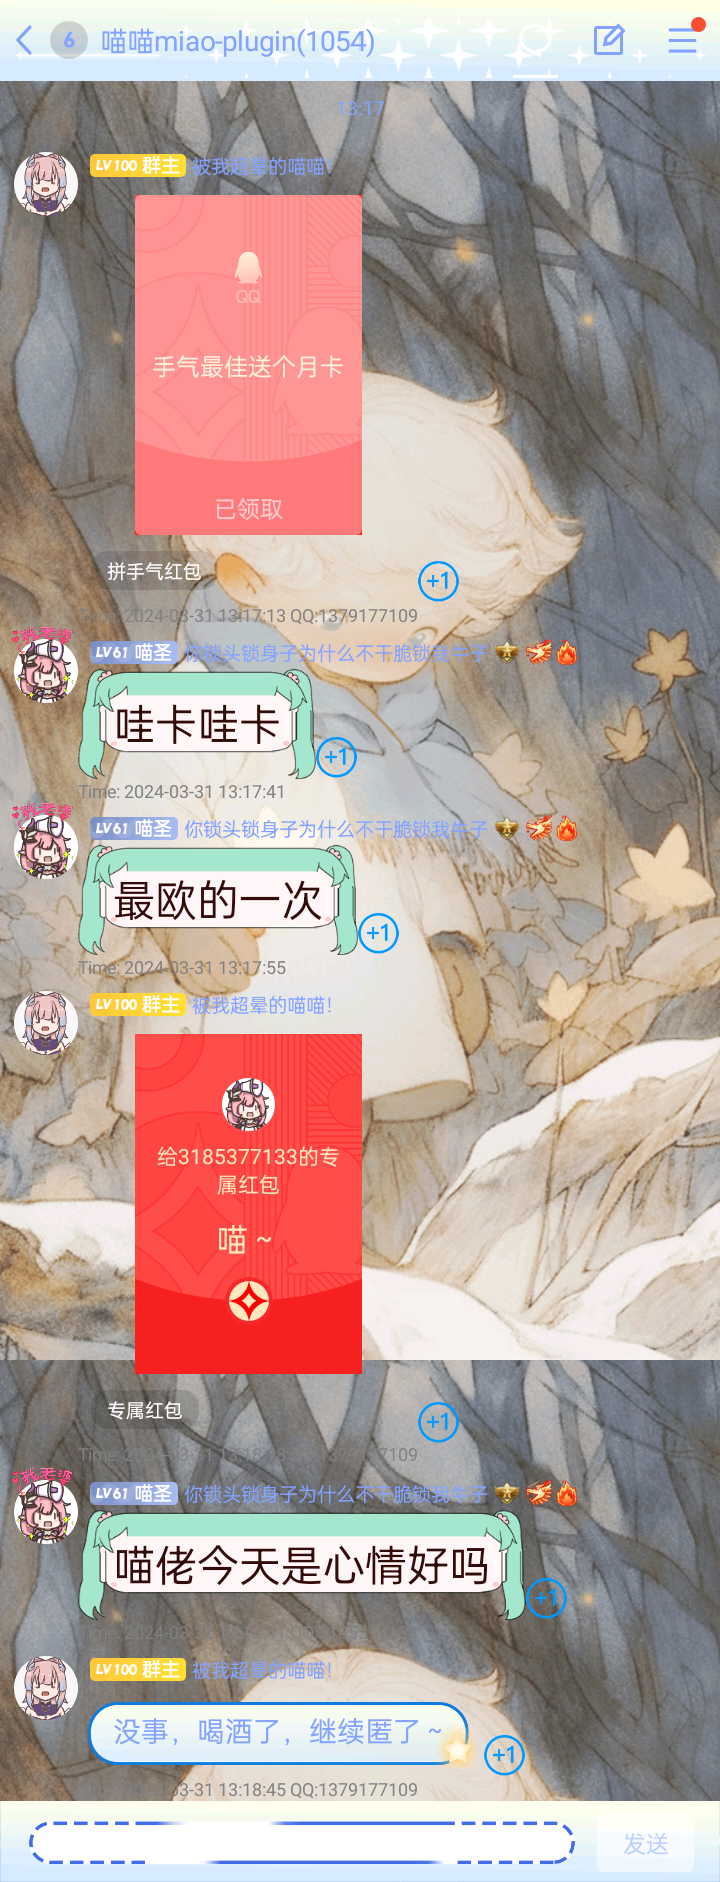 6
喵喵miao-plugin(1054)
13:17
LV100 群主 被我超晕的喵喵！
QQ
手气最佳送个月卡
已领取
拼手气红包
+1
Time: 2024-03-31 13:17:13 QQ:1379177109
LV61 喵圣 你锁头锁身子为什么不干脆锁我牛子
哇卡哇卡
+1
Time: 2024-03-31 13:17:41
LV61 喵圣 你锁头锁身子为什么不干脆锁我牛子
最欧的一次
+1
Time: 2024-03-31 13:17:55
LV100 群主 被我超晕的喵喵！
给3185377133的专
属红包
喵 ~
专属红包
+1
Time: 2024-03-31
我老婆
LV61 喵圣 你锁头锁身子为什么不干脆锁我牛子
喵佬今天是心情好吗
+1
LV100 群主 被我超晕的喵喵！
没事，喝酒了，继续匿了 ~
+1
03-31 13:18:45 QQ:1379177109
发送